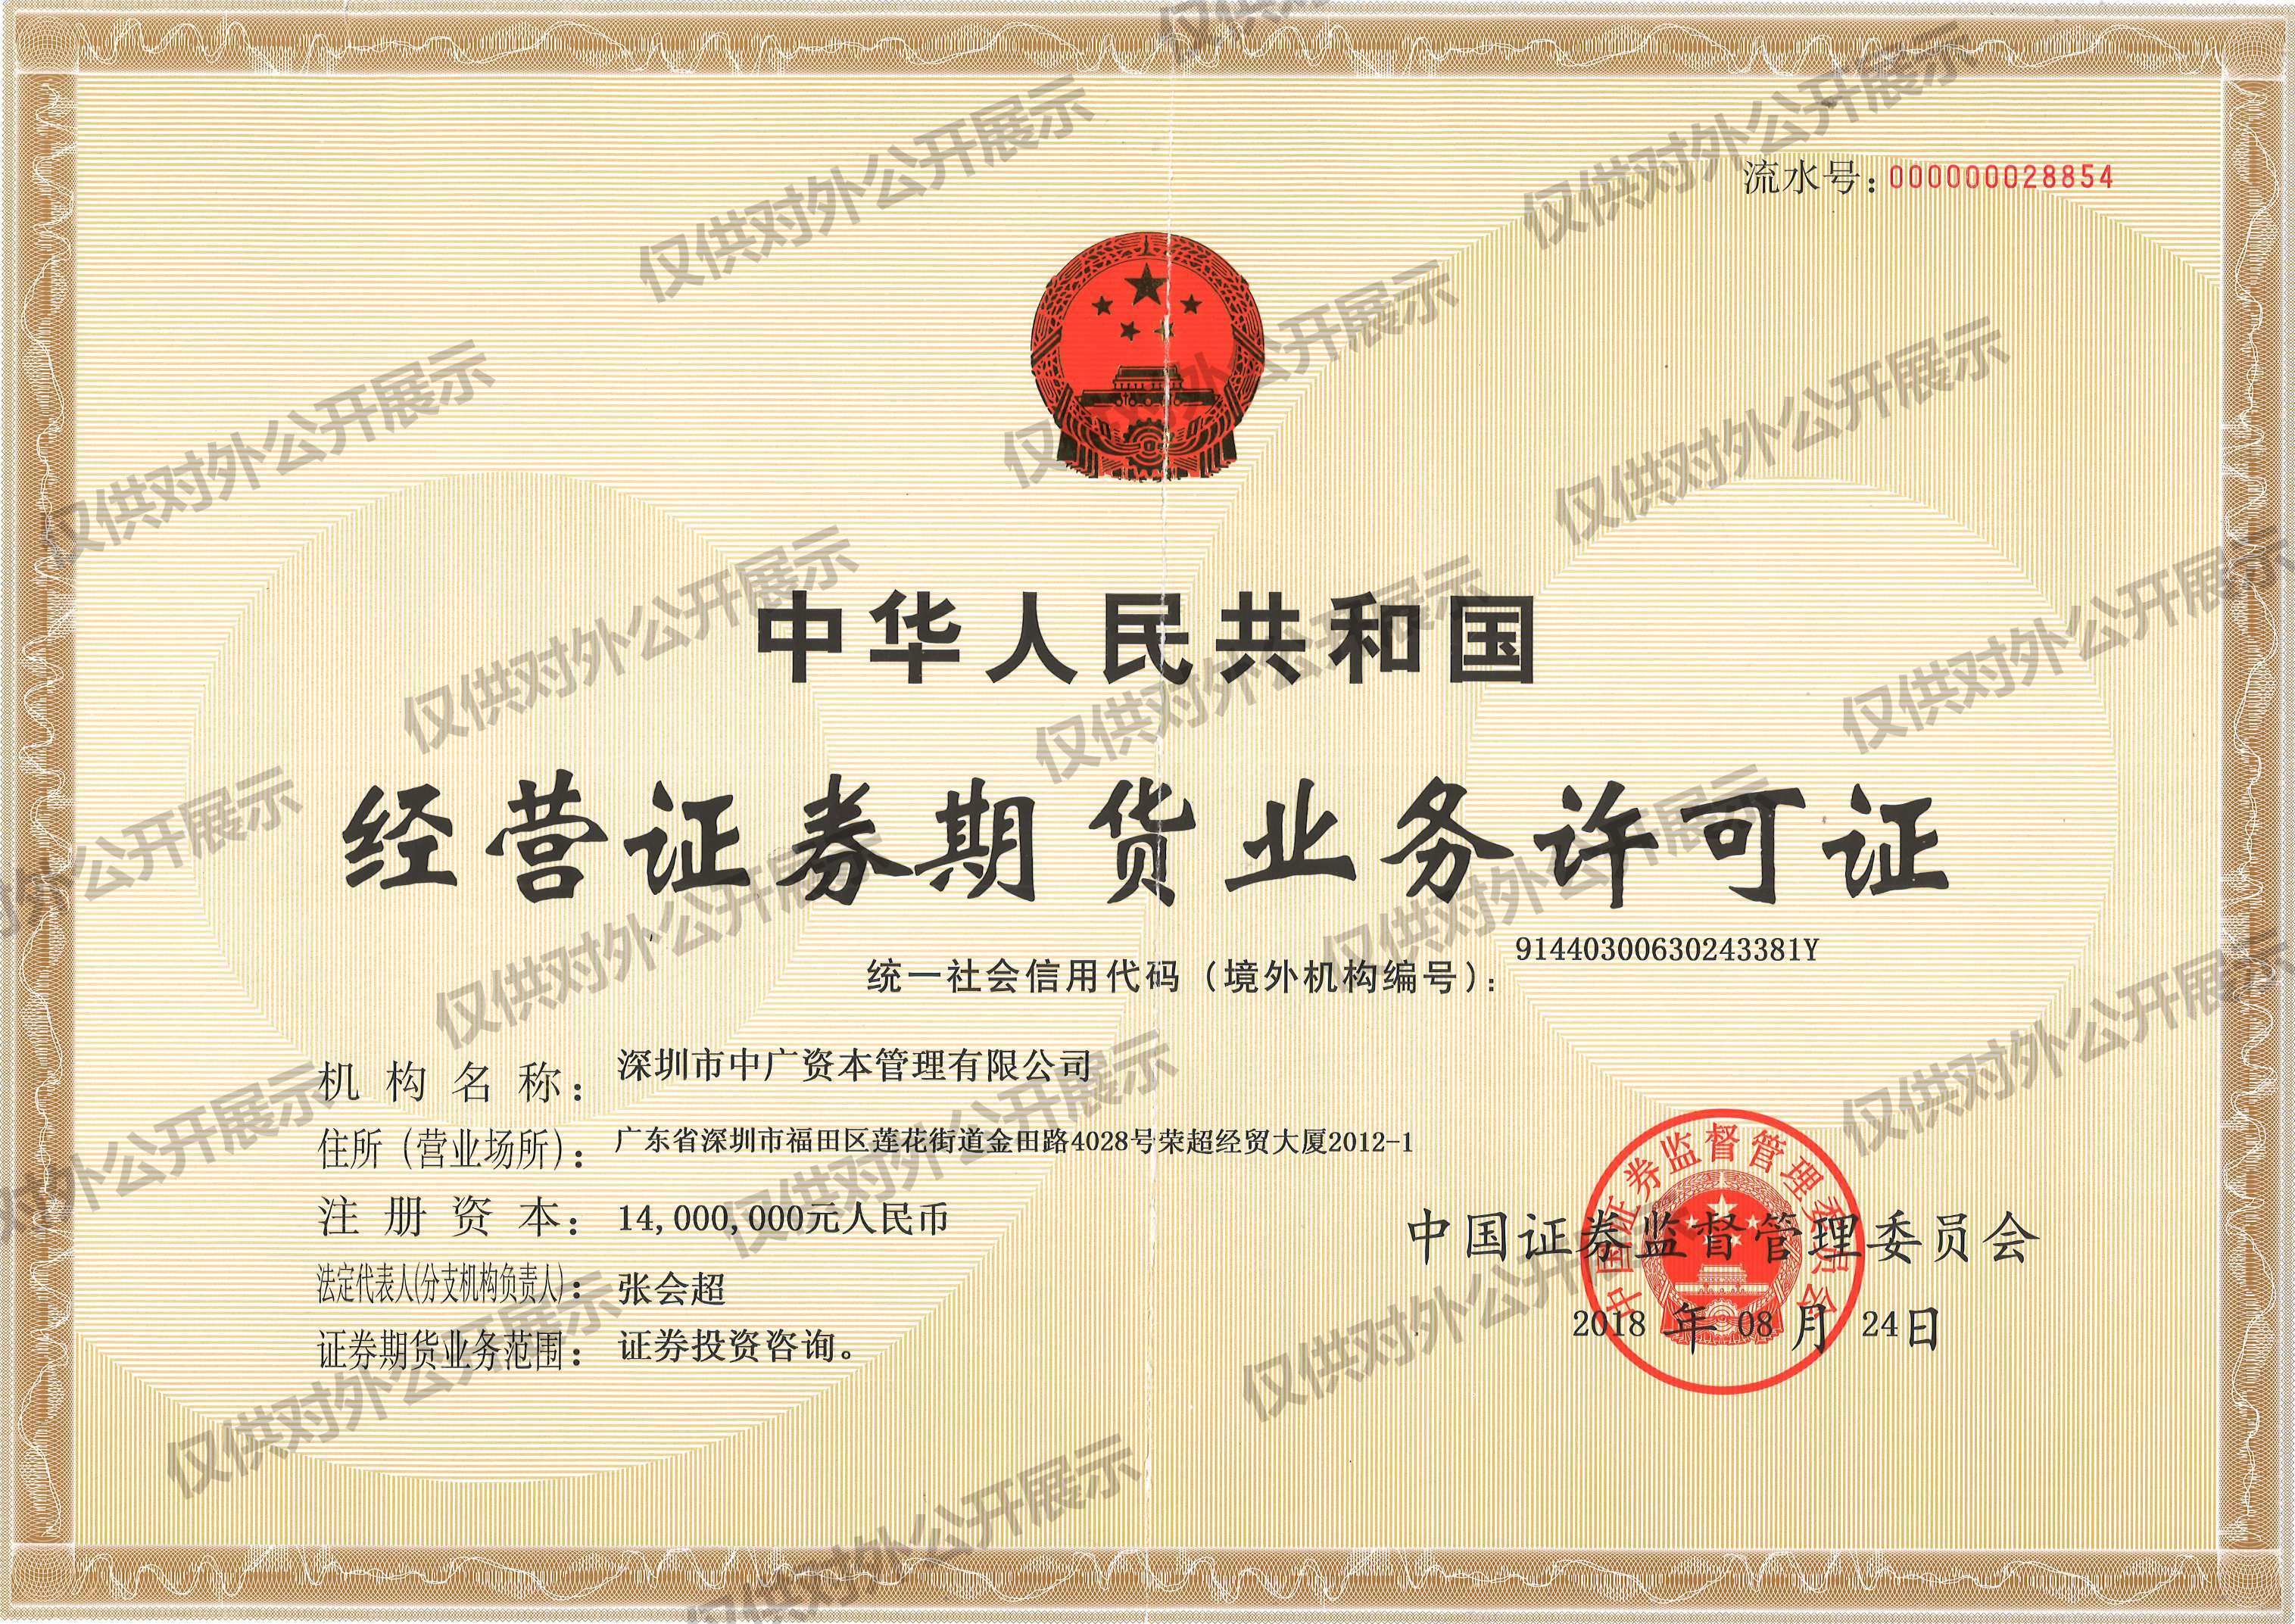 流水号：000000028854
中华人民共和国
经营证券期货业务许可证
统一社会信用代码（境外机构编号）：91440300630243381Y
机构名称：深圳市中广资本管理有限公司
住所（营业场所）：广东省深圳市福田区莲花街道金田路4028号荣超经贸大厦2012-1
注册资本：14,000,000元人民币
法定代表人(分支机构负责人)：张会超
证券期货业务范围：证券投资咨询。
中国证券监督管理委员会
中国证券监督管理委员会
2018年08月24日
仅供对外公开展示